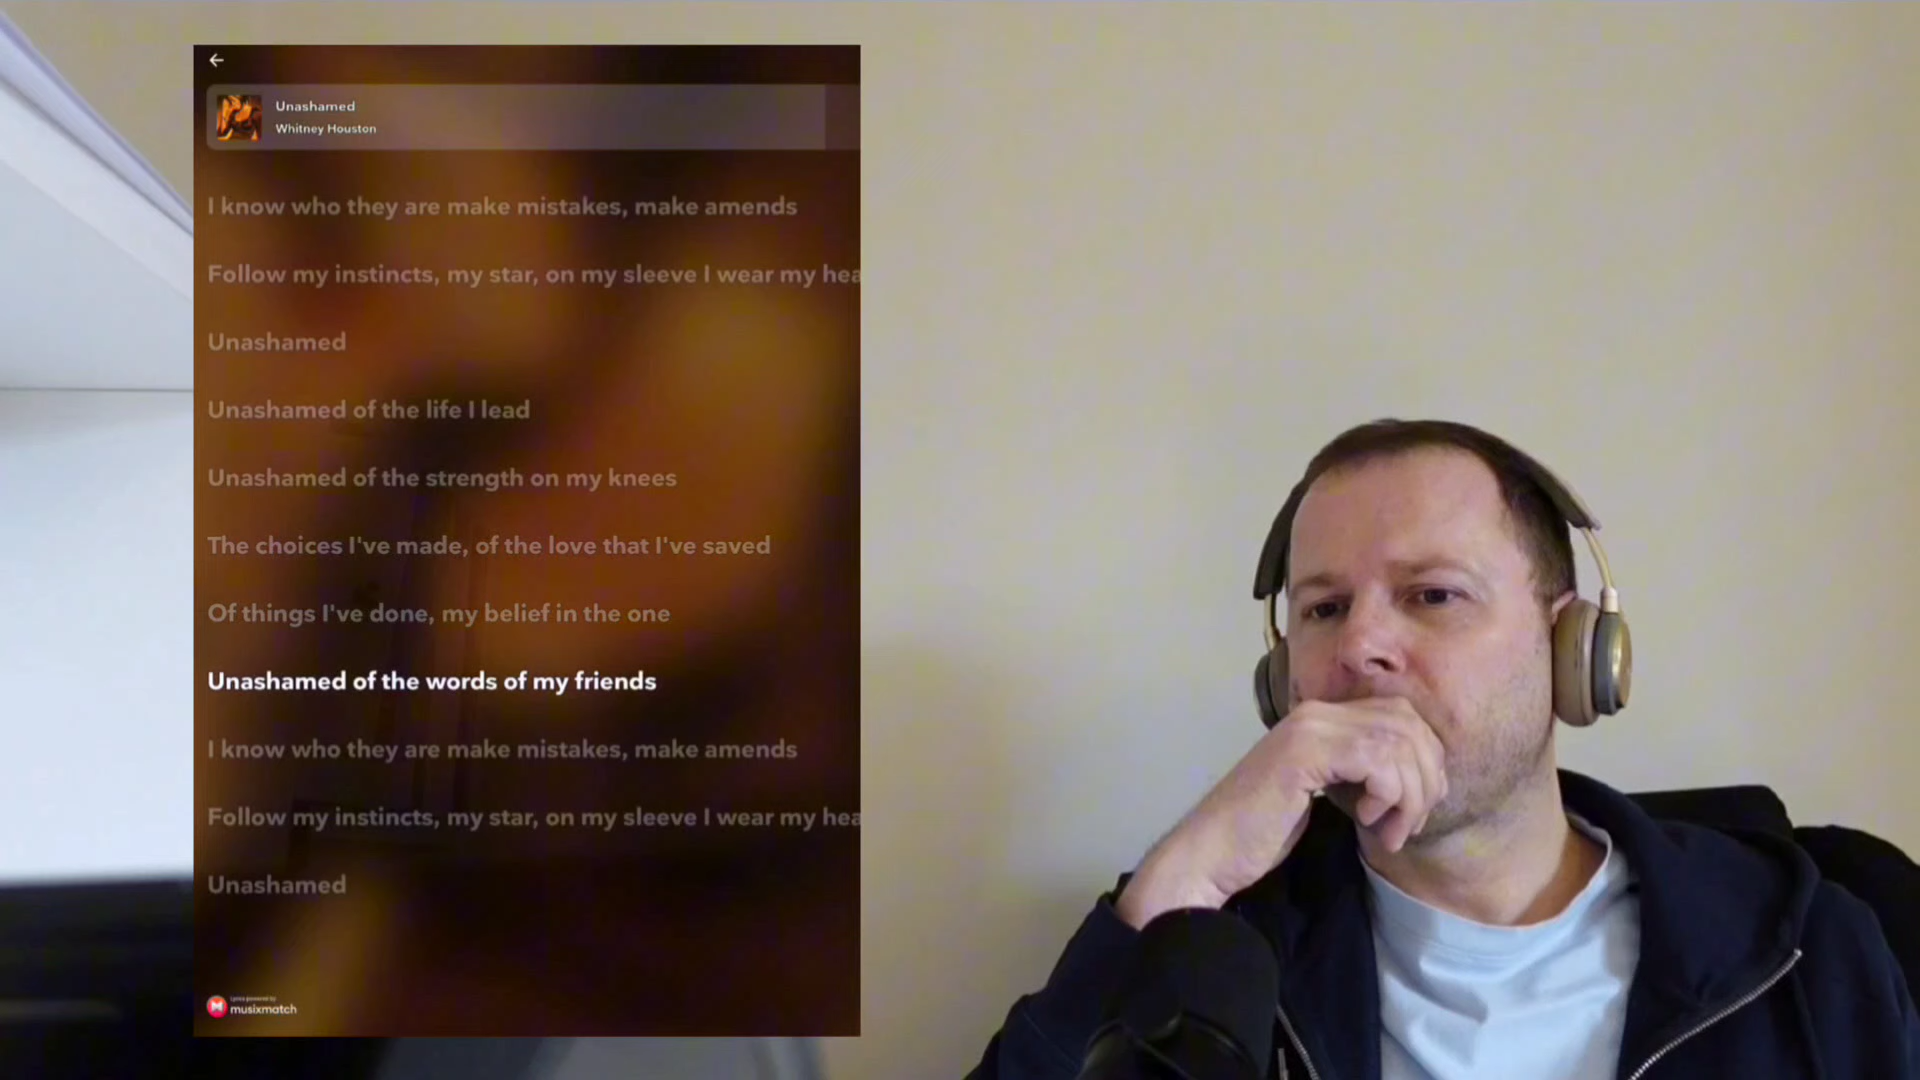 Unashamed
Whitney Houston
I know who they are make mistakes, make amends
Follow my instincts, my star, on my sleeve I wear my hea
Unashamed
Unashamed of the life I lead
Unashamed of the strength on my knees
The choices I've made, of the love that I've saved
Of things I've done, my belief in the one
Unashamed of the words of my friends
I know who they are make mistakes, make amends
Follow my instincts, my star, on my sleeve I wear my hea
Unashamed
Lyrics powered by
musixmatch